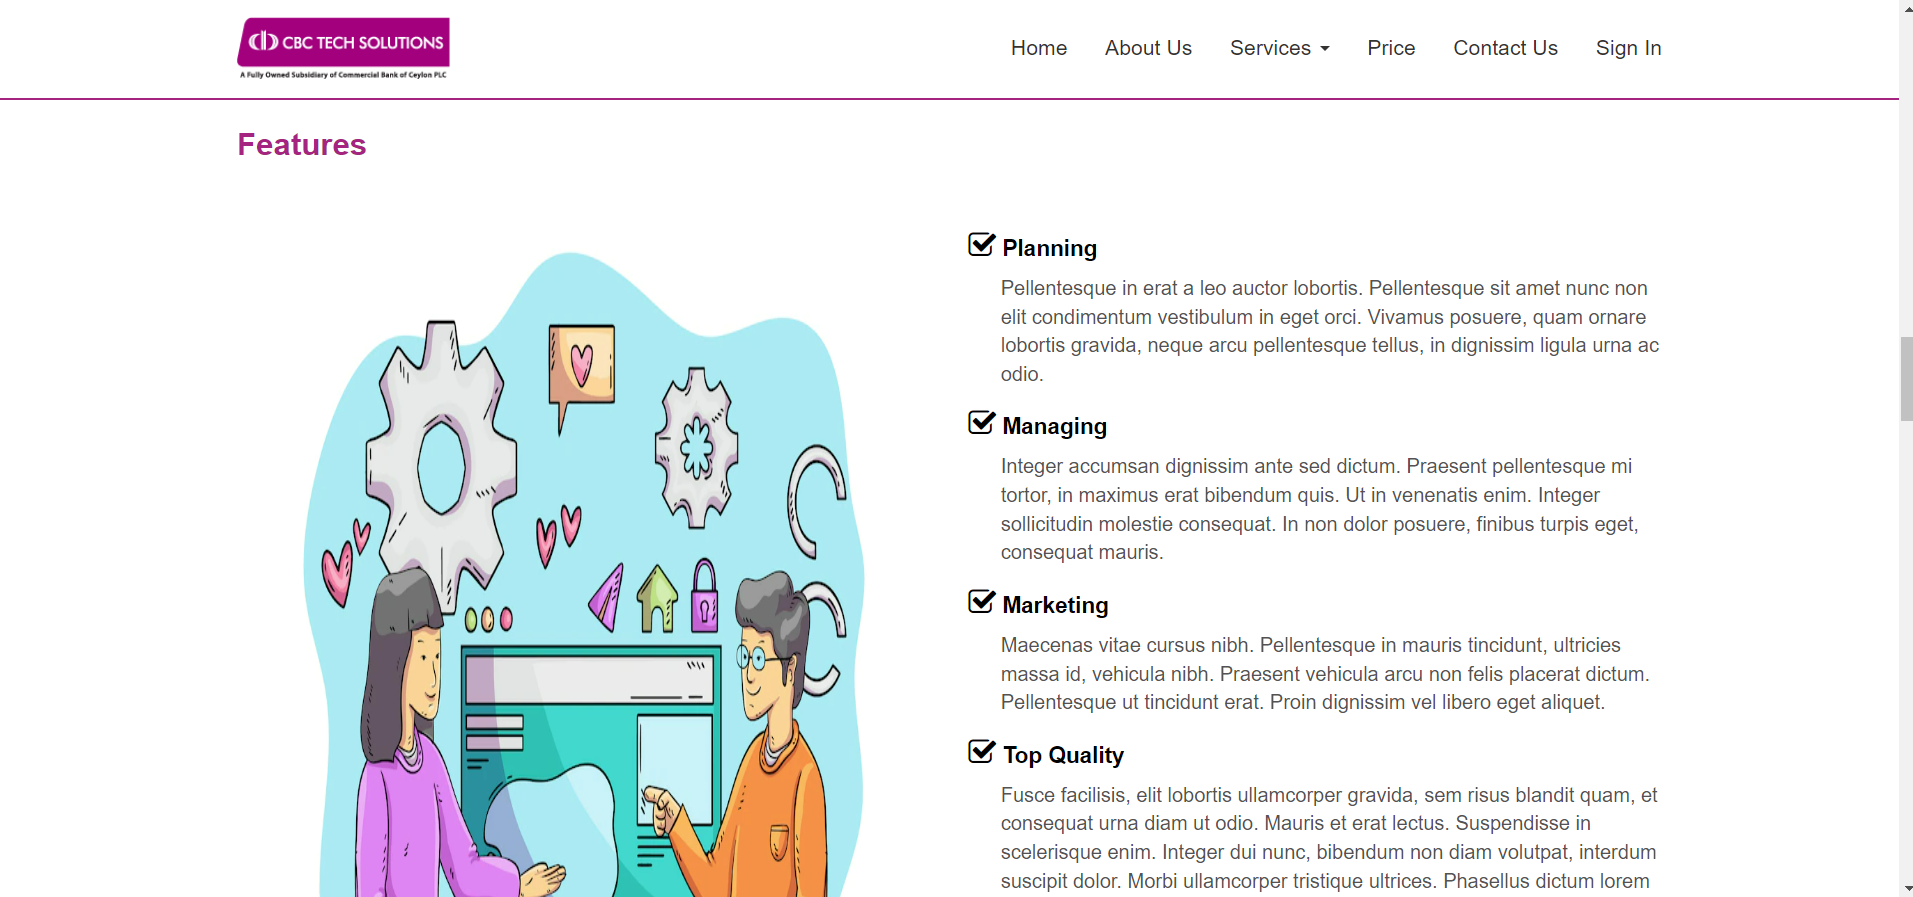 CBC TECH SOLUTIONS
A Fully Owned Subsidiary of Commercial Bank of Ceylon PLC
Home About Us Services Price Contact Us Sign In
Features
Planning
Pellentesque in erat a leo auctor lobortis. Pellentesque sit amet nunc non
elit condimentum vestibulum in eget orci. Vivamus posuere, quam ornare
lobortis gravida, neque arcu pellentesque tellus, in dignissim ligula urna ac
odio.
Managing
Integer accumsan dignissim ante sed dictum. Praesent pellentesque mi
tortor, in maximus erat bibendum quis. Ut in venenatis enim. Integer
sollicitudin molestie consequat. In non dolor posuere, finibus turpis eget,
consequat mauris.
Marketing
Maecenas vitae cursus nibh. Pellentesque in mauris tincidunt, ultricies
massa id, vehicula nibh. Praesent vehicula arcu non felis placerat dictum.
Pellentesque ut tincidunt erat. Proin dignissim vel libero eget aliquet.
Top Quality
Fusce facilisis, elit lobortis ullamcorper gravida, sem risus blandit quam, et
consequat urna diam ut odio. Mauris et erat lectus. Suspendisse in
scelerisque enim. Integer dui nunc, bibendum non diam volutpat, interdum
suscipit dolor. Morbi ullamcorper tristique ultrices. Phasellus dictum lorem